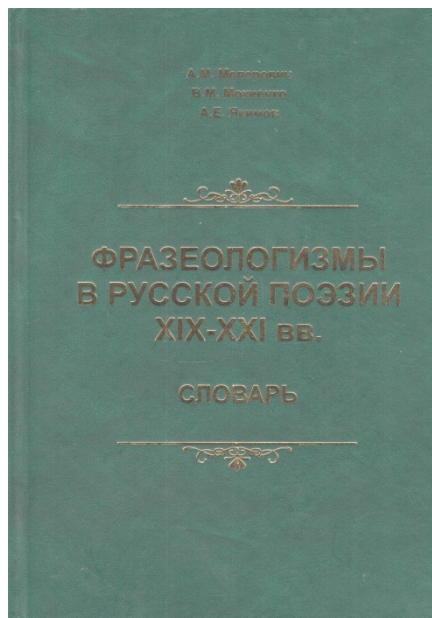 А.М. Мелерович
В.М. Мокиенко
А.Е. Якимов
ФРАЗЕОЛОГИЗМЫ
В РУССКОЙ ПОЭЗИИ
XIX-XXI вв.
СЛОВАРЬ